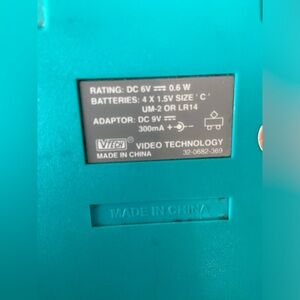 RATING: DC 6V ⎓ 0.6 W
BATTERIES: 4 X 1.5V SIZE ' C '
UM-2 OR LR14
ADAPTOR: DC 9V ⎓
300mA + -
VTECH VIDEO TECHNOLOGY
MADE IN CHINA 32-0682-369
MADE IN CHINA